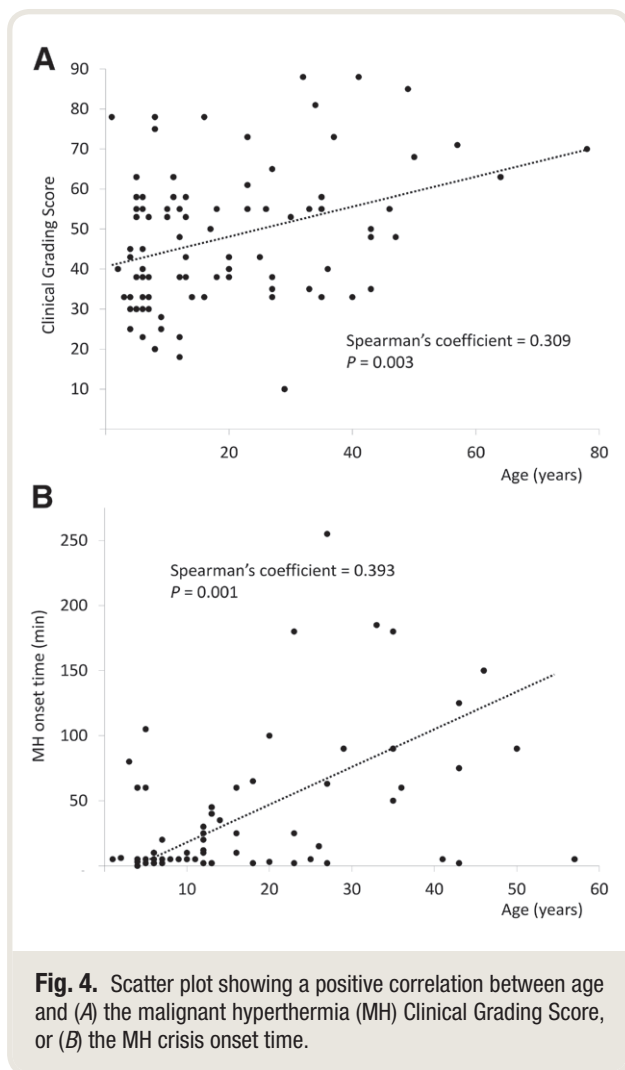 A
90
80
70
60
50
40
30
20
10
Clinical Grading Score
Spearman's coefficient = 0.309
P = 0.003
20 40 60 80
Age (years)
B
250
200
150
100
50
-
MH onset time (min)
Spearman's coefficient = 0.393
P = 0.001
10 20 30 40 50 60
Age (years)
Fig. 4. Scatter plot showing a positive correlation between age
and (A) the malignant hyperthermia (MH) Clinical Grading Score,
or (B) the MH crisis onset time.